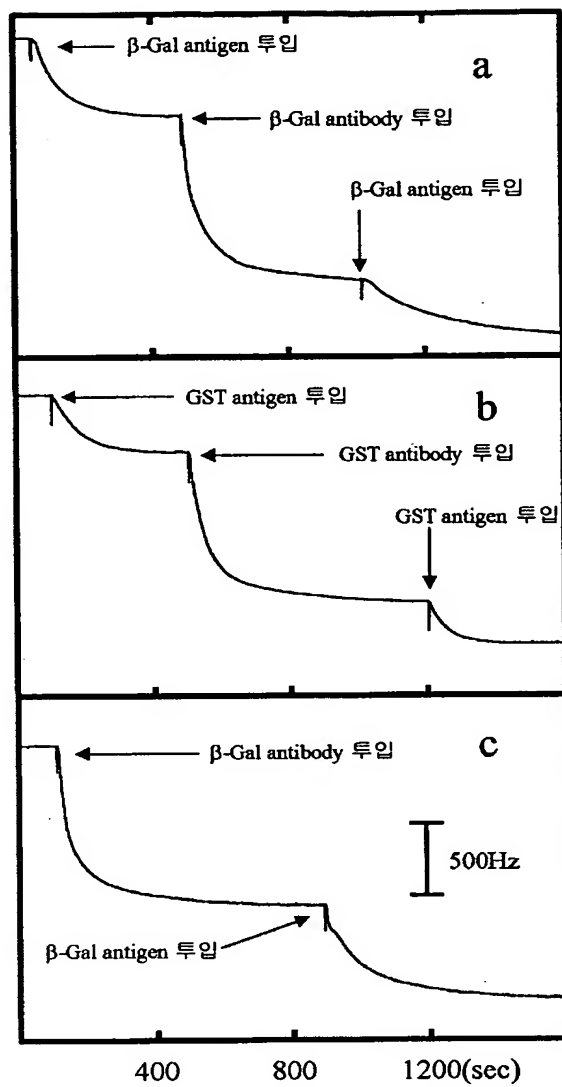 β-Gal antigen 투입
a
β-Gal antibody 투입
β-Gal antigen 투입
GST antigen 투입
b
GST antibody 투입
GST antigen 투입
β-Gal antibody 투입
c
500Hz
β-Gal antigen 투입
400 800 1200(sec)